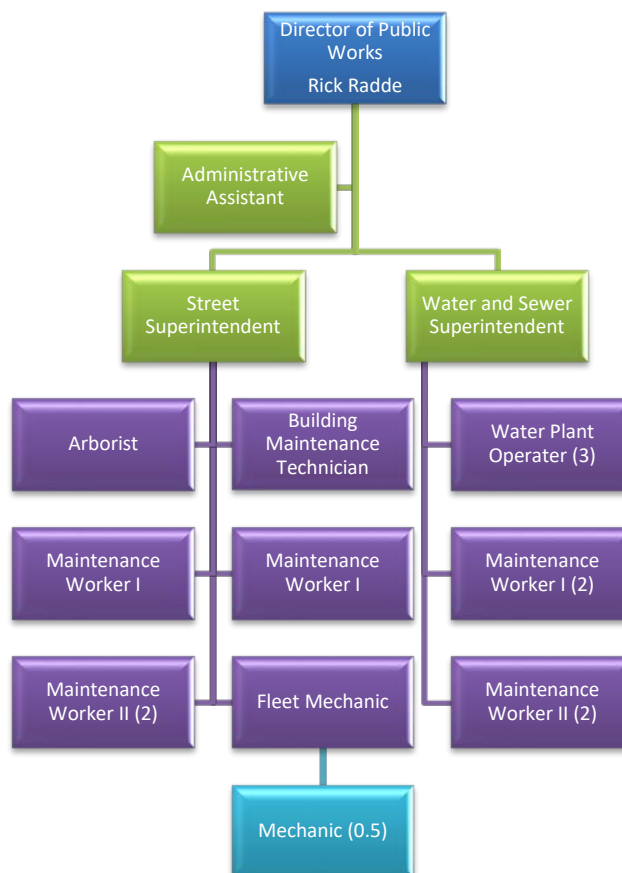 Director of Public
Works
Rick Radde
Administrative
Assistant
Street
Superintendent
Water and Sewer
Superintendent
Arborist
Building
Maintenance
Technician
Water Plant
Operater (3)
Maintenance
Worker I
Maintenance
Worker I
Maintenance
Worker I (2)
Maintenance
Worker II (2)
Fleet Mechanic
Maintenance
Worker II (2)
Mechanic (0.5)